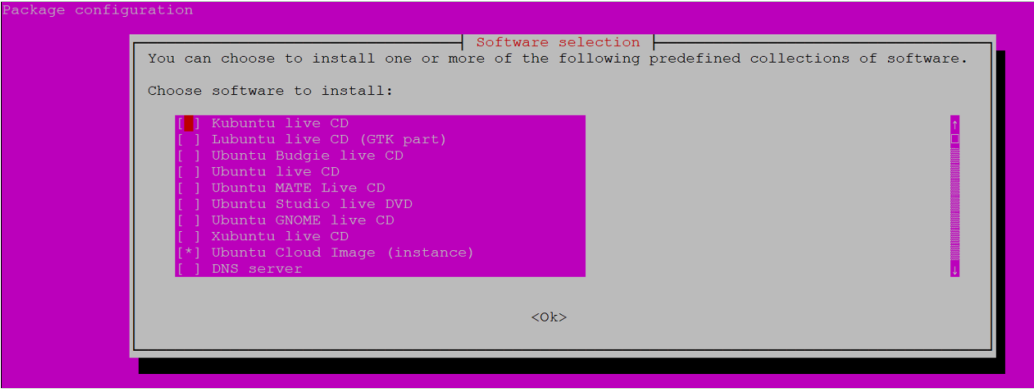 Package configuration
Software selection
You can choose to install one or more of the following predefined collections of software.
Choose software to install:
[ ] Kubuntu live CD
[ ] Lubuntu live CD (GTK part)
[ ] Ubuntu Budgie live CD
[ ] Ubuntu live CD
[ ] Ubuntu MATE Live CD
[ ] Ubuntu Studio live DVD
[ ] Ubuntu GNOME live CD
[ ] Xubuntu live CD
[*] Ubuntu Cloud Image (instance)
[ ] DNS server
<Ok>